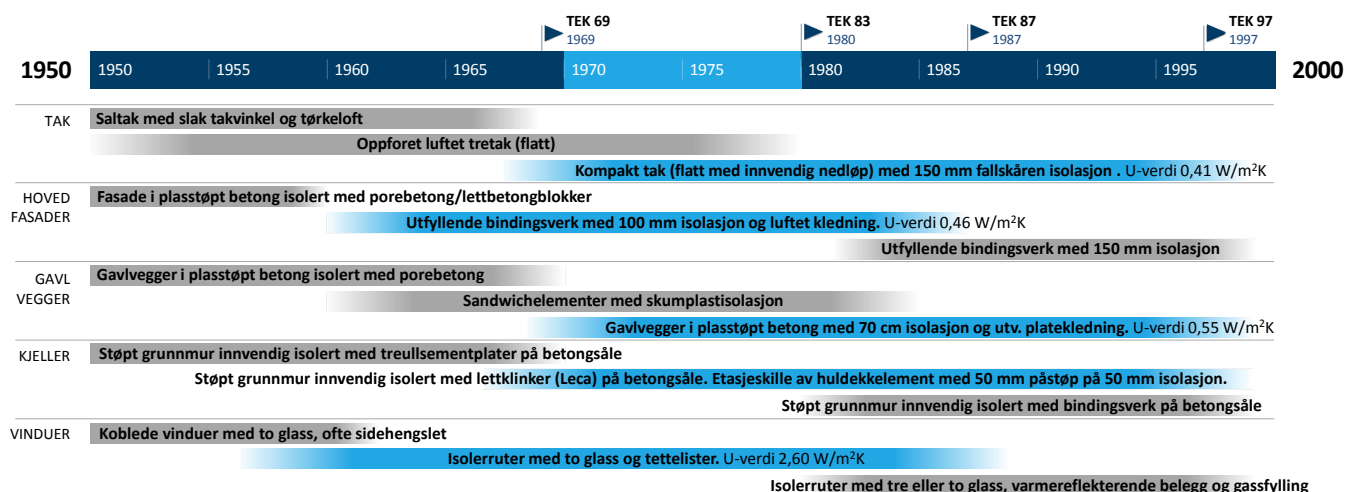 TEK 69
1969
TEK 83
1980
TEK 87
1987
TEK 97
1997
1950
1950 1955 1960 1965 1970 1975 1980 1985 1990 1995
2000
TAK
Saltak med slak takvinkel og tørkeloft
Oppforet luftet tretak (flatt)
Kompakt tak (flatt med innvendig nedløp) med 150 mm fallskåren isolasjon . U-verdi 0,41 W/m²K
HOVED
FASADER
Fasade i plasstøpt betong isolert med porebetong/lettbetongblokker
Utfyllende bindingsverk med 100 mm isolasjon og luftet kledning. U-verdi 0,46 W/m²K
Utfyllende bindingsverk med 150 mm isolasjon
GAVL
VEGGER
Gavlvegger i plasstøpt betong isolert med porebetong
Sandwichelementer med skumplastisolasjon
Gavlvegger i plasstøpt betong med 70 cm isolasjon og utv. platekledning. U-verdi 0,55 W/m²K
KJELLER
Støpt grunnmur innvendig isolert med treullsementplater på betongsåle
Støpt grunnmur innvendig isolert med lettklinker (Leca) på betongsåle. Etasjeskille av huldekkelement med 50 mm påstøp på 50 mm isolasjon.
Støpt grunnmur innvendig isolert med bindingsverk på betongsåle
VINDUER
Koblede vinduer med to glass, ofte sidehengslet
Isolerruter med to glass og tettelister. U-verdi 2,60 W/m²K
Isolerruter med tre eller to glass, varmereflekterende belegg og gassfylling